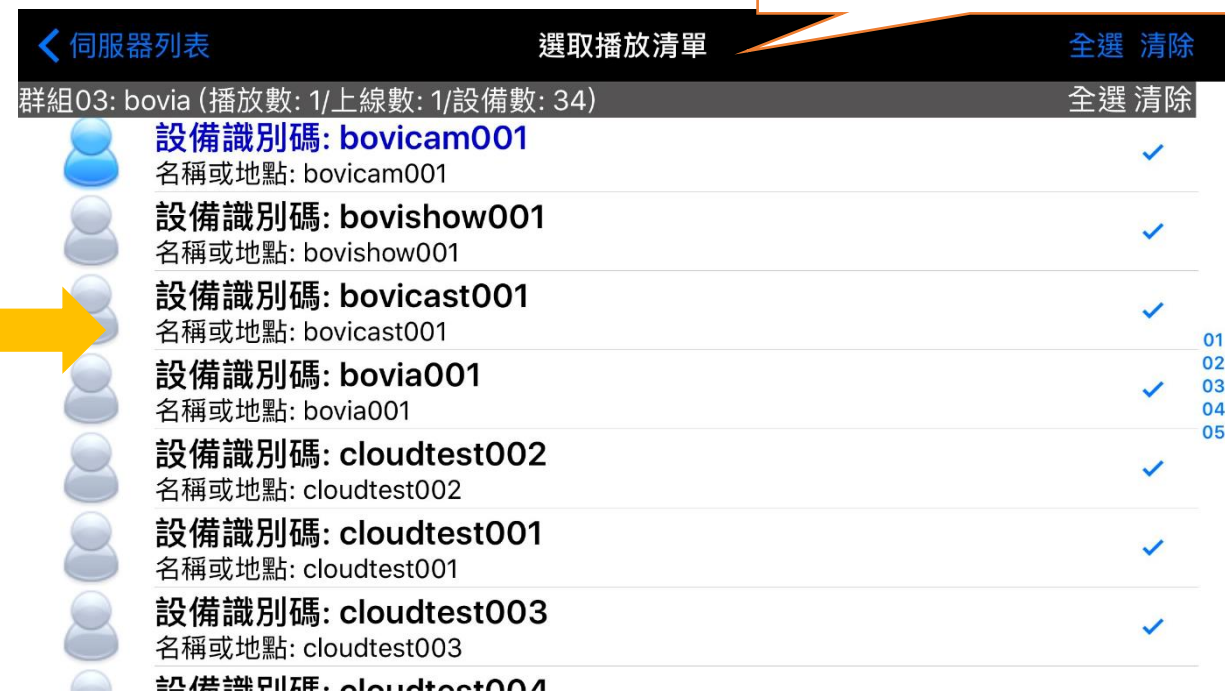 伺服器列表 選取播放清單 全選 清除
群組03: bovia (播放數: 1/上線數: 1/設備數: 34) 全選 清除
設備識別碼: bovicam001
名稱或地點: bovicam001
設備識別碼: bovishow001
名稱或地點: bovishow001
設備識別碼: bovicast001
名稱或地點: bovicast001
01
設備識別碼: bovia001
02
03
名稱或地點: bovia001
04
05
設備識別碼: cloudtest002
名稱或地點: cloudtest002
設備識別碼: cloudtest001
名稱或地點: cloudtest001
設備識別碼: cloudtest003
名稱或地點: cloudtest003
設備識別碼: cloudtest004